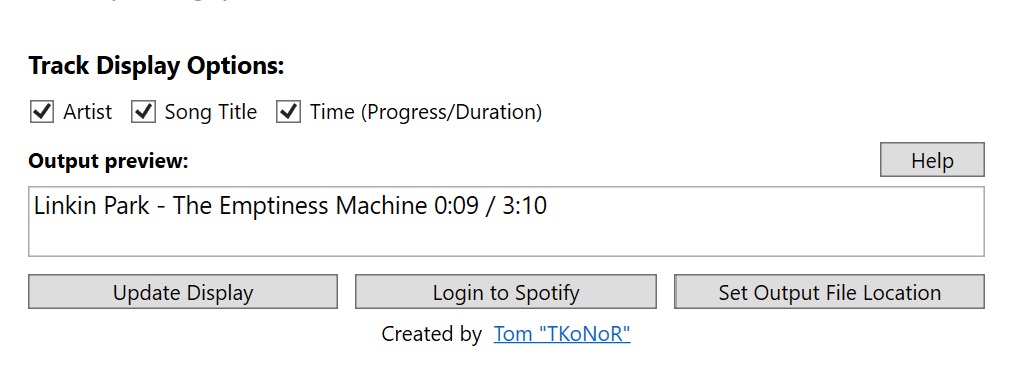 Track Display Options:
Artist Song Title Time (Progress/Duration)
Output preview:
Help
Linkin Park - The Emptiness Machine 0:09 / 3:10
Update Display
Login to Spotify
Set Output File Location
Created by Tom "TKoNoR"